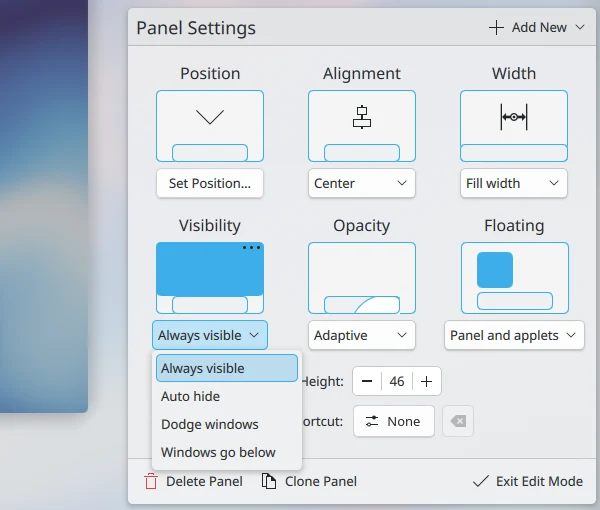 Panel Settings
Add New
Position
Alignment
Width
Set Position...
Center
Fill width
Visibility
Opacity
Floating
Always visible
Adaptive
Panel and applets
Always visible
Auto hide
Dodge windows
Windows go below
Height:
46
None
Delete Panel
Clone Panel
Exit Edit Mode